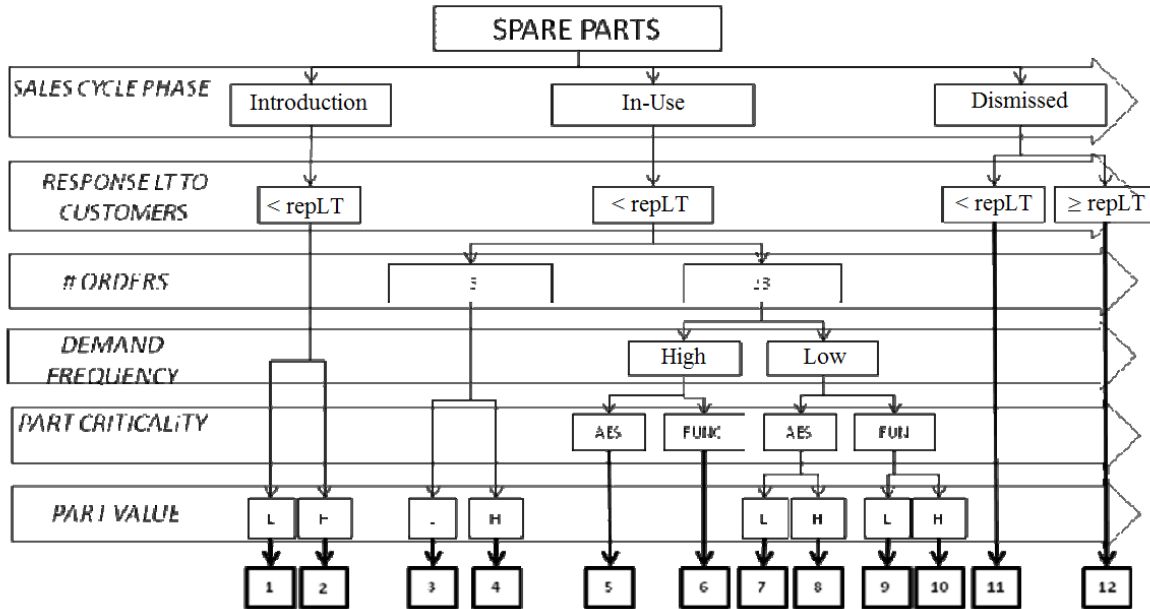 SPARE PARTS
SALES CYCLE PHASE
Introduction
In-Use
Dismissed
RESPONSE LT TO
CUSTOMERS
< repLT
< repLT
< repLT
≥ repLT
# ORDERS
DEMAND
FREQUENCY
High
Low
PART CRITICALITY
AES
FUNC
AES
FUN
PART VALUE
L
H
L
H
L
H
1
2
3
4
5
6
7
8
9
10
11
12